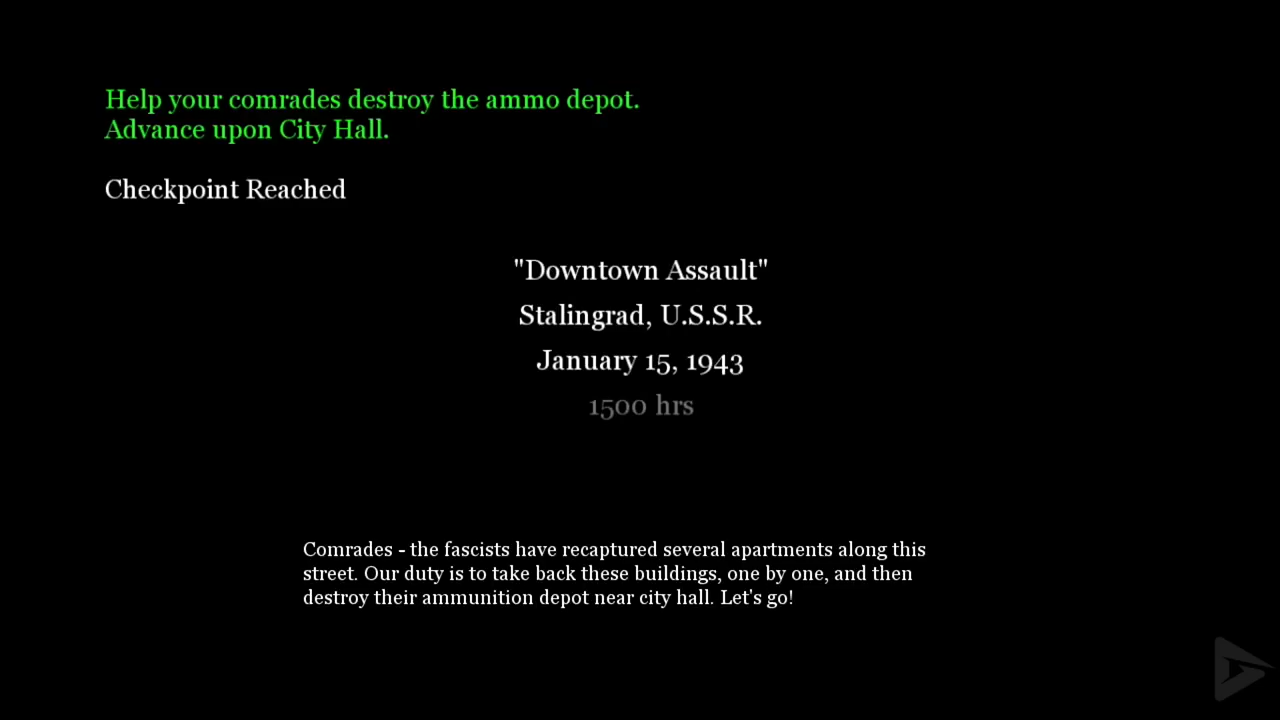 Help your comrades destroy the ammo depot.
Advance upon City Hall.
Checkpoint Reached
"Downtown Assault"
Stalingrad, U.S.S.R.
January 15, 1943
1500 hrs
Comrades - the fascists have recaptured several apartments along this
street. Our duty is to take back these buildings, one by one, and then
destroy their ammunition depot near city hall. Let's go!